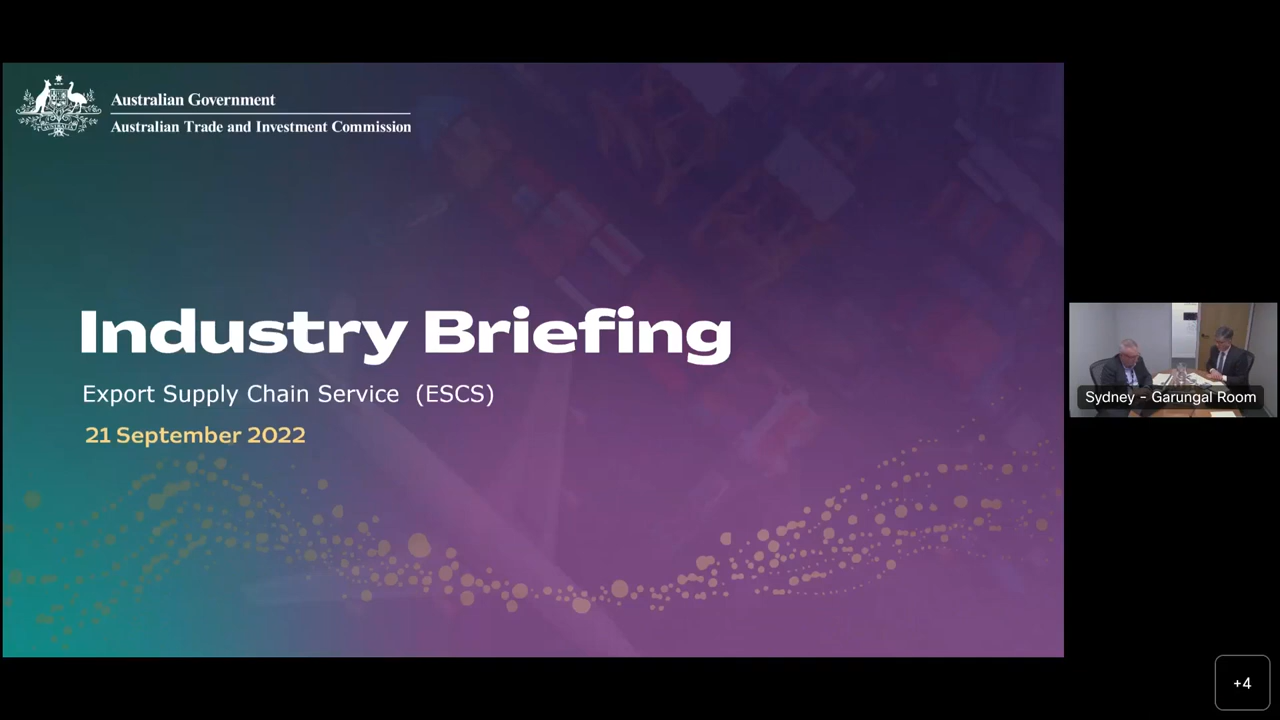 Australian Government
Australian Trade and Investment Commission
Industry Briefing
Export Supply Chain Service (ESCS)
21 September 2022
Sydney - Garungal Room
+4